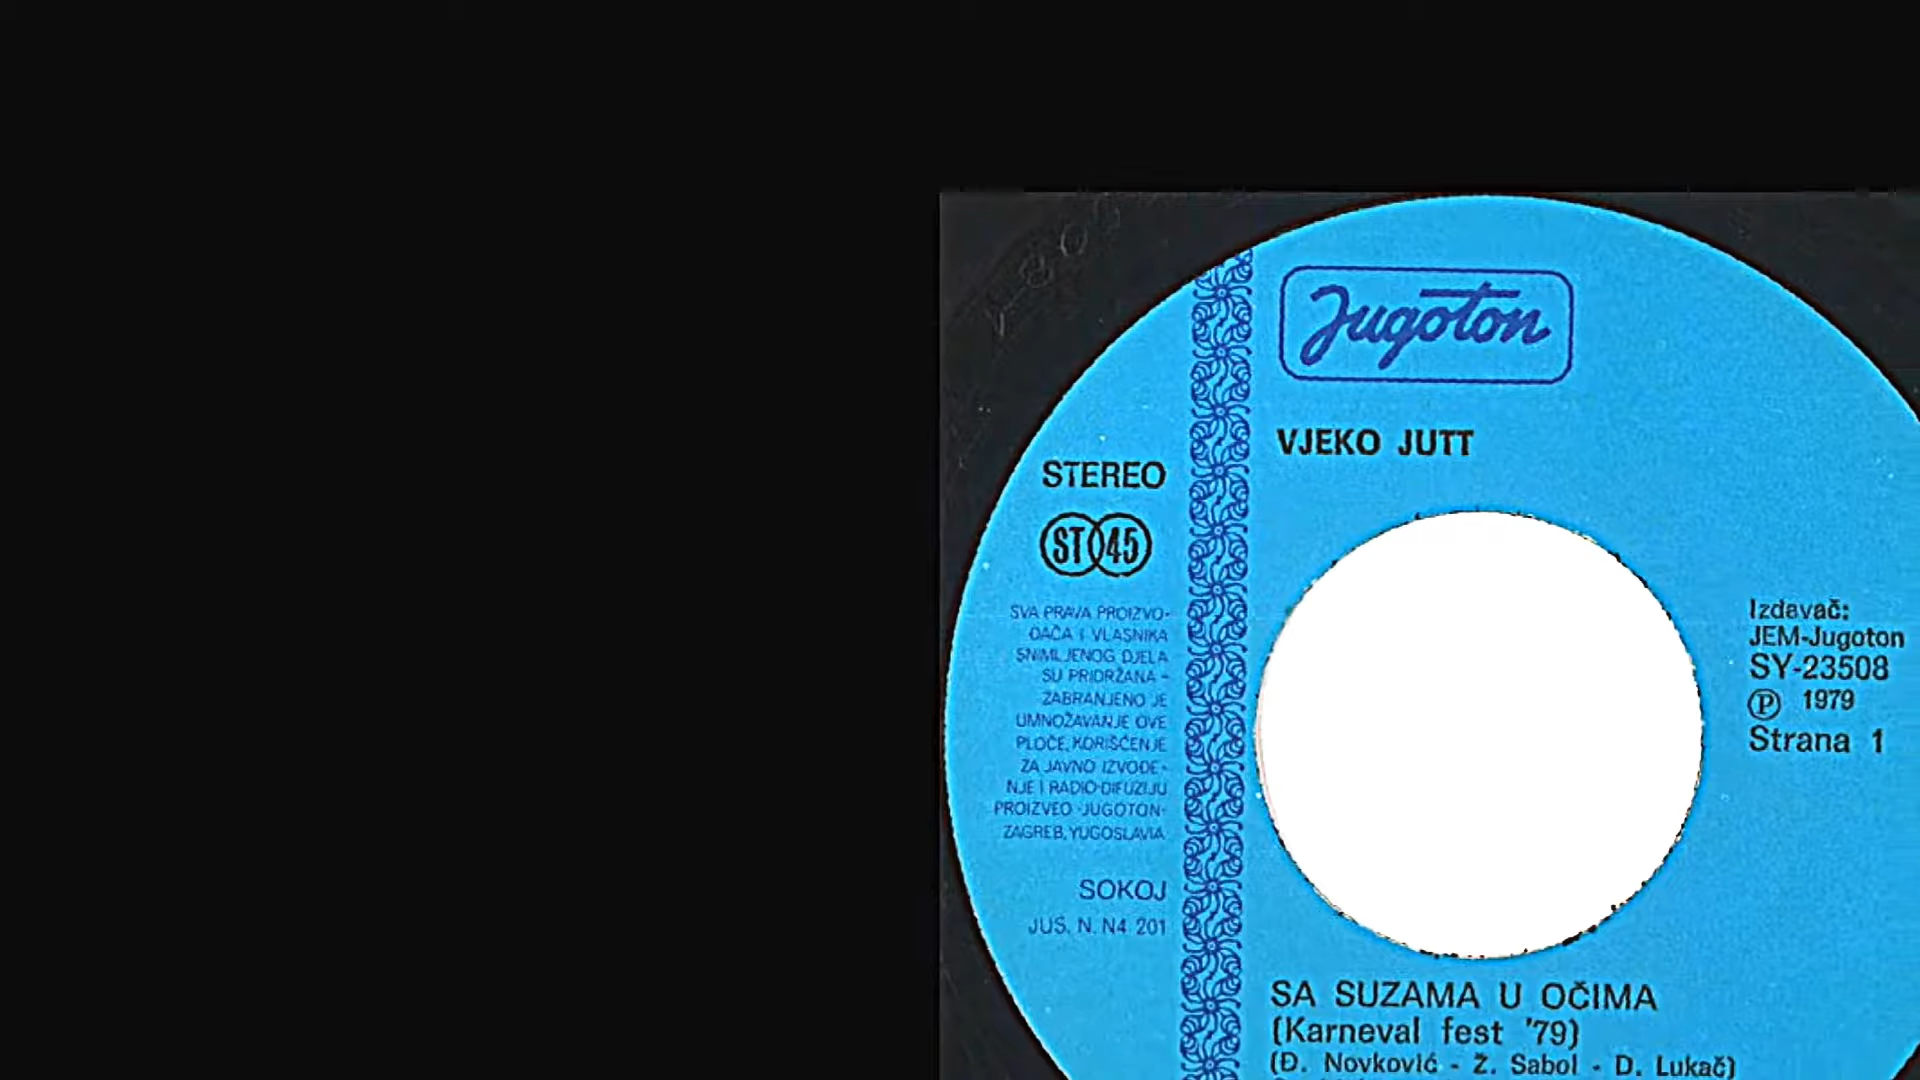 Jugoton
VJEKO JUTT
STEREO
ST 45
SVA PRAVA PROIZVO-
ĐAČA I VLASNIKA
SNIMLJENOG DJELA
SU PRIDRŽANA -
ZABRANJENO JE
UMNOŽAVANJE OVE
PLOČE, KORIŠĆENJE
ZA JAVNO IZVOĐE-
NJE I RADIO-DIFUZIJU
PROIZVEO -JUGOTON-
ZAGREB, YUGOSLAVIA
SOKOJ
JUS. N. N4 201
Izdavač:
JEM-Jugoton
SY-23508
Ⓟ 1979
Strana 1
SA SUZAMA U OČIMA
(Karneval fest '79)
(Đ. Novković - Ž. Sabol - D. Lukač)